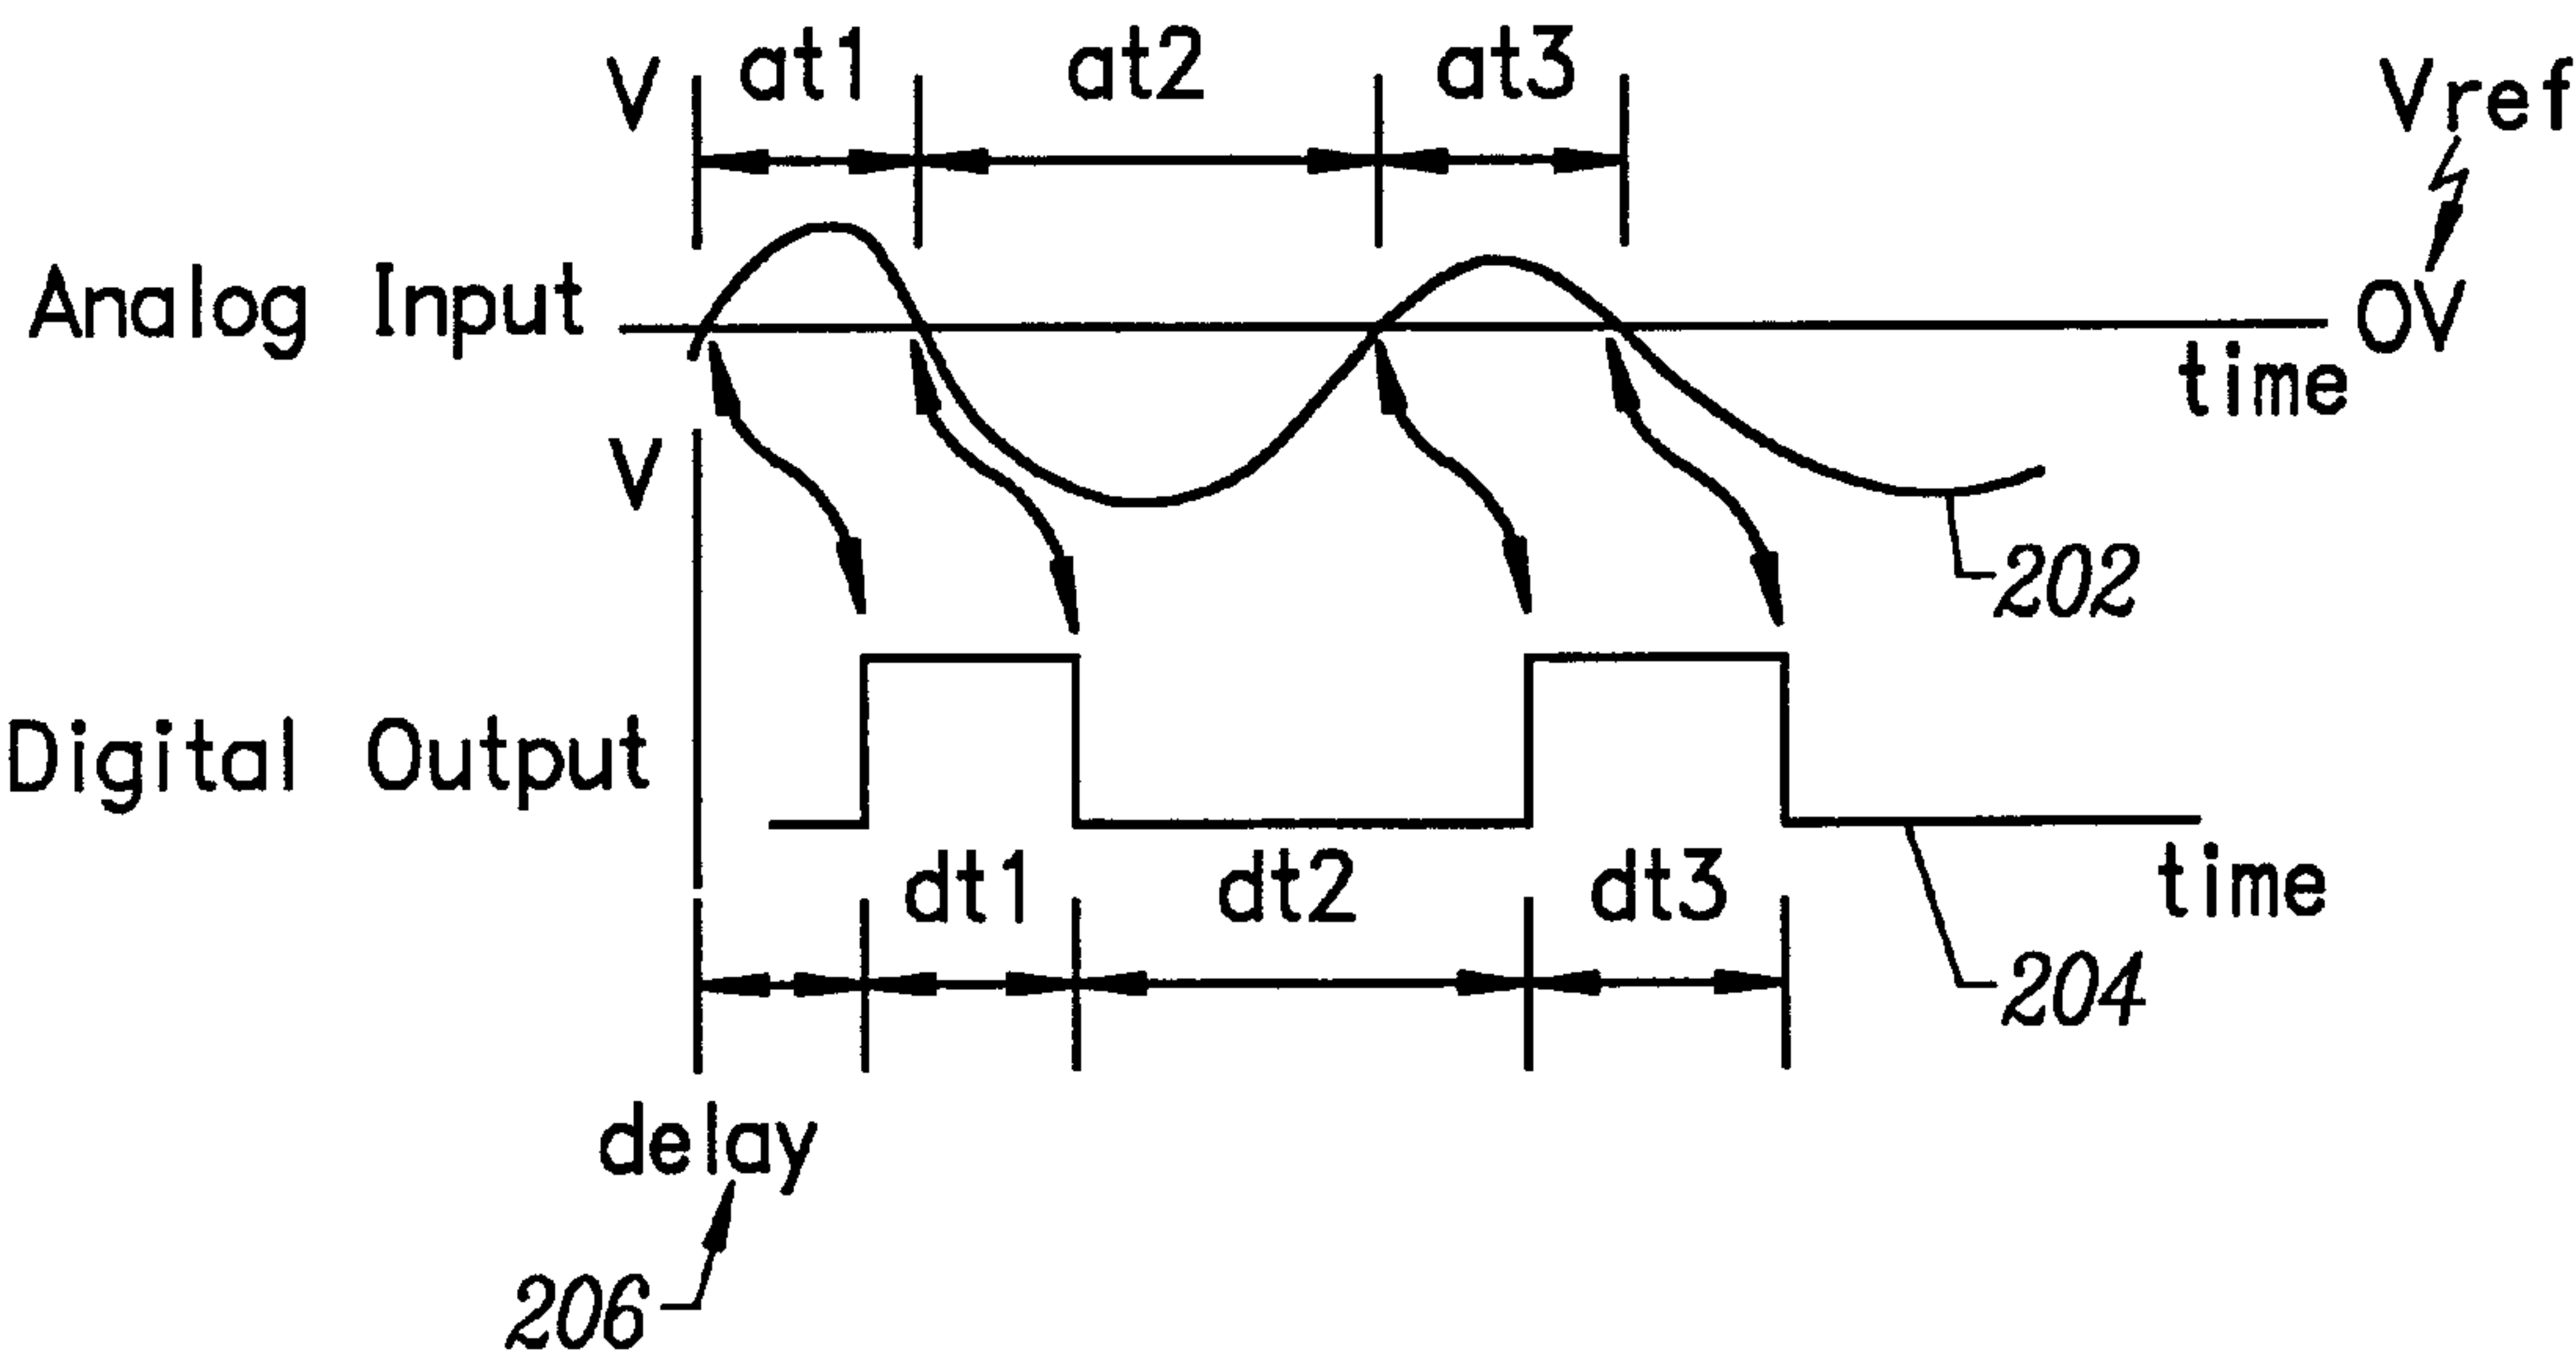 V at1 at2 at3 Vref
Analog Input
0V
time
V
202
Digital Output
dt1 dt2 dt3
time
204
delay
206